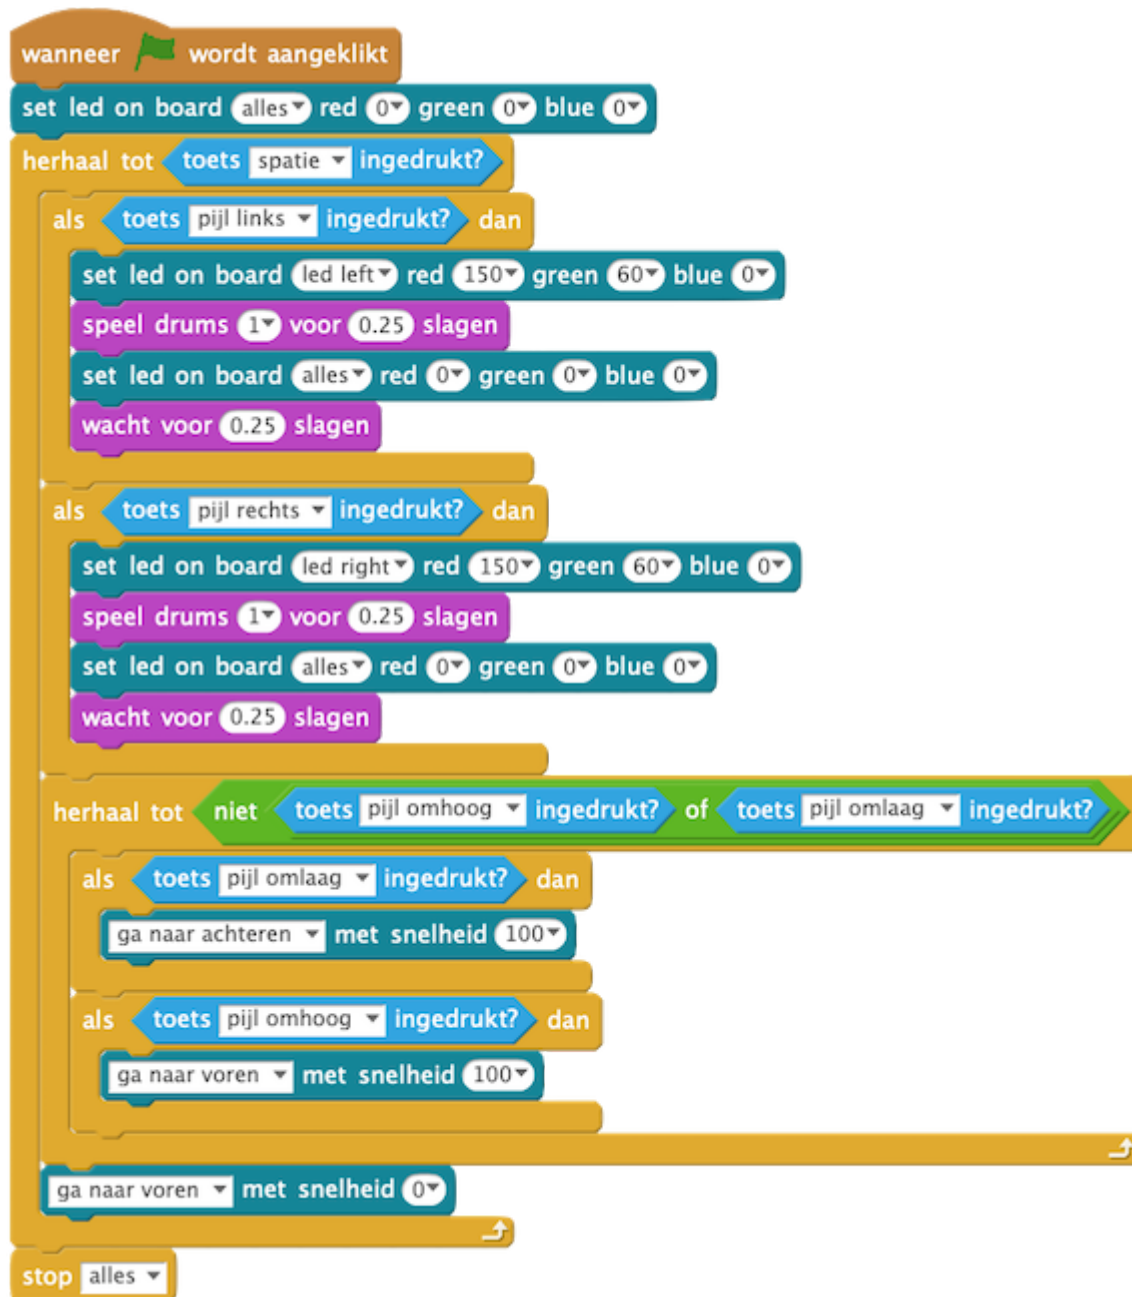 wanneer wordt aangeklikt
set led on board alles red 0 green 0 blue 0
herhaal tot toets spatie ingedrukt?
als toets pijl links ingedrukt? dan
set led on board led left red 150 green 60 blue 0
speel drums 1 voor 0.25 slagen
set led on board alles red 0 green 0 blue 0
wacht voor 0.25 slagen
als toets pijl rechts ingedrukt? dan
set led on board led right red 150 green 60 blue 0
speel drums 1 voor 0.25 slagen
set led on board alles red 0 green 0 blue 0
wacht voor 0.25 slagen
herhaal tot niet toets pijl omhoog ingedrukt? of toets pijl omlaag ingedrukt?
als toets pijl omlaag ingedrukt? dan
ga naar achteren met snelheid 100
als toets pijl omhoog ingedrukt? dan
ga naar voren met snelheid 100
ga naar voren met snelheid 0
stop alles